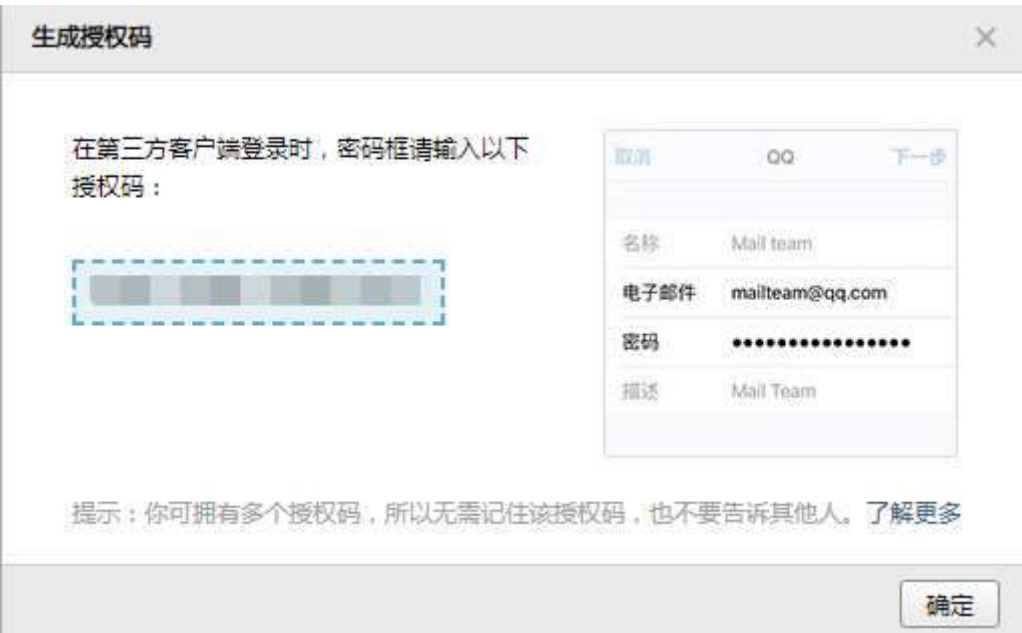 生成授权码
在第三方客户端登录时，密码框请输入以下
授权码：
取消 QQ 下一步
名称 Mail team
电子邮件 mailteam@qq.com
密码 ●●●●●●●●●●●●●●●●
描述 Mail Team
提示：你可拥有多个授权码，所以无需记住该授权码，也不要告诉其他人。了解更多
确定